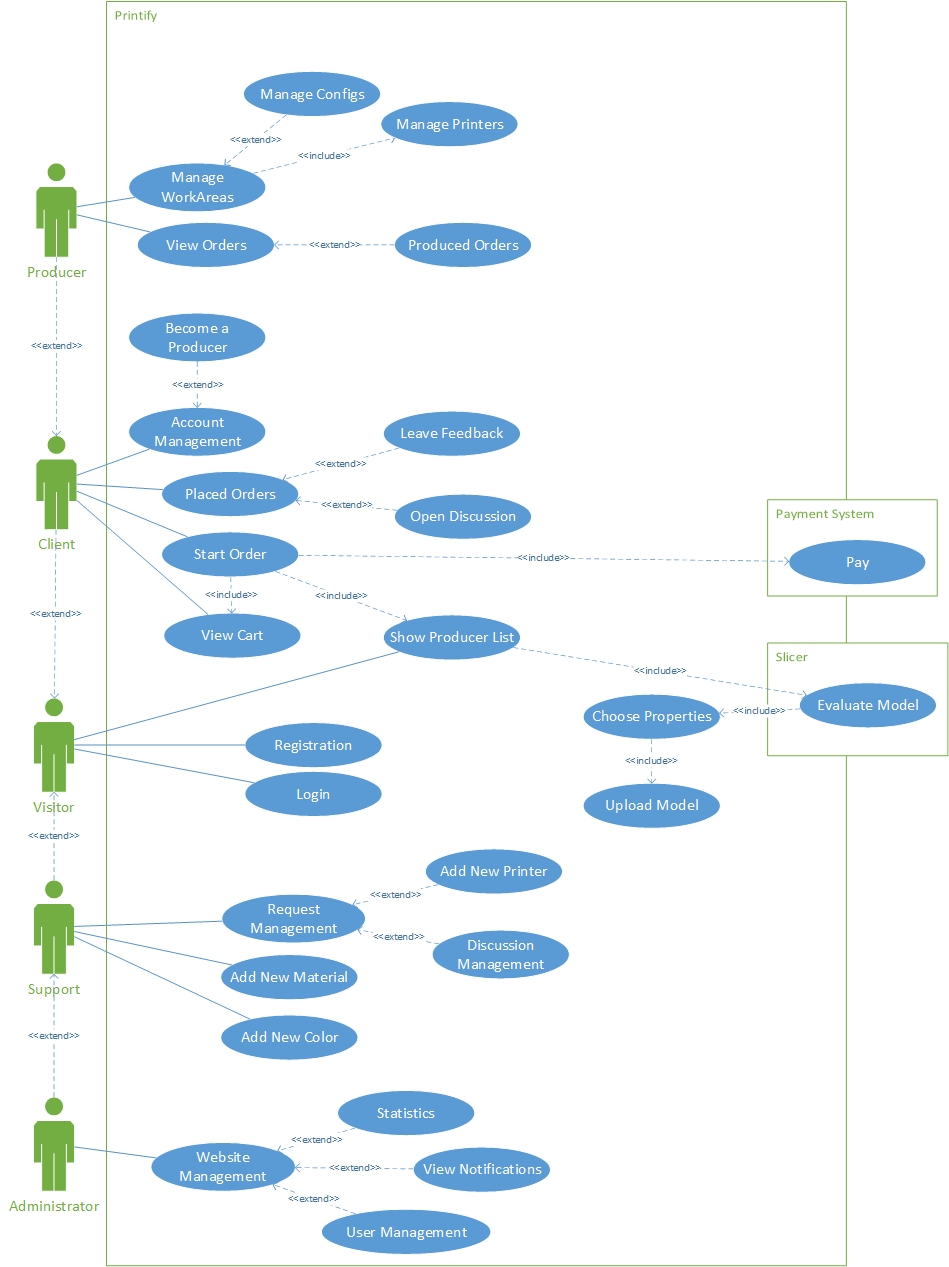 Printify
Manage Configs
Manage Printers
<<extend>>
<<include>>
Manage
WorkAreas
View Orders
<<extend>>
Produced Orders
Producer
<<extend>>
Become a
Producer
<<extend>>
Account
Management
Leave Feedback
<<extend>>
Placed Orders
<<extend>>
Open Discussion
Payment System
Client
Start Order
<<include>>
Pay
<<include>>
<<include>>
<<extend>>
View Cart
Show Producer List
Slicer
<<include>>
Evaluate Model
<<include>>
Choose Properties
Registration
<<include>>
Login
Upload Model
Visitor
<<extend>>
Add New Printer
<<extend>>
Request
Management
<<extend>>
Discussion
Management
Add New Material
Support
<<extend>>
Add New Color
Statistics
<<extend>>
Website
Management
<<extend>>
View Notifications
<<extend>>
Administrator
User Management